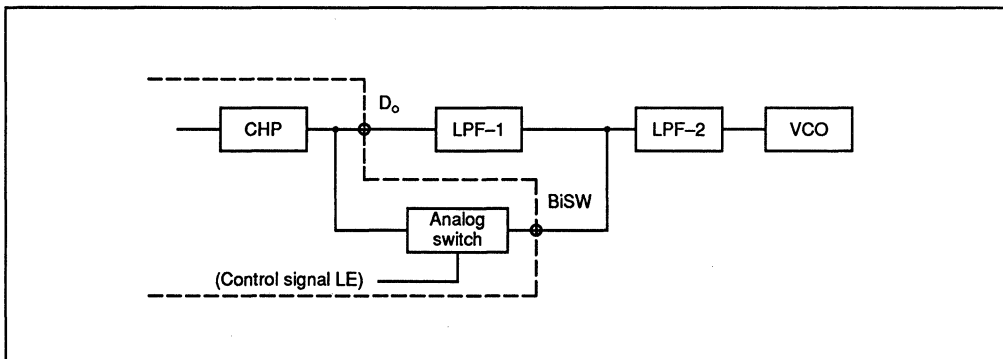 Do
CHP
LPF–1
LPF–2
VCO
BiSW
Analog
switch
(Control signal LE)